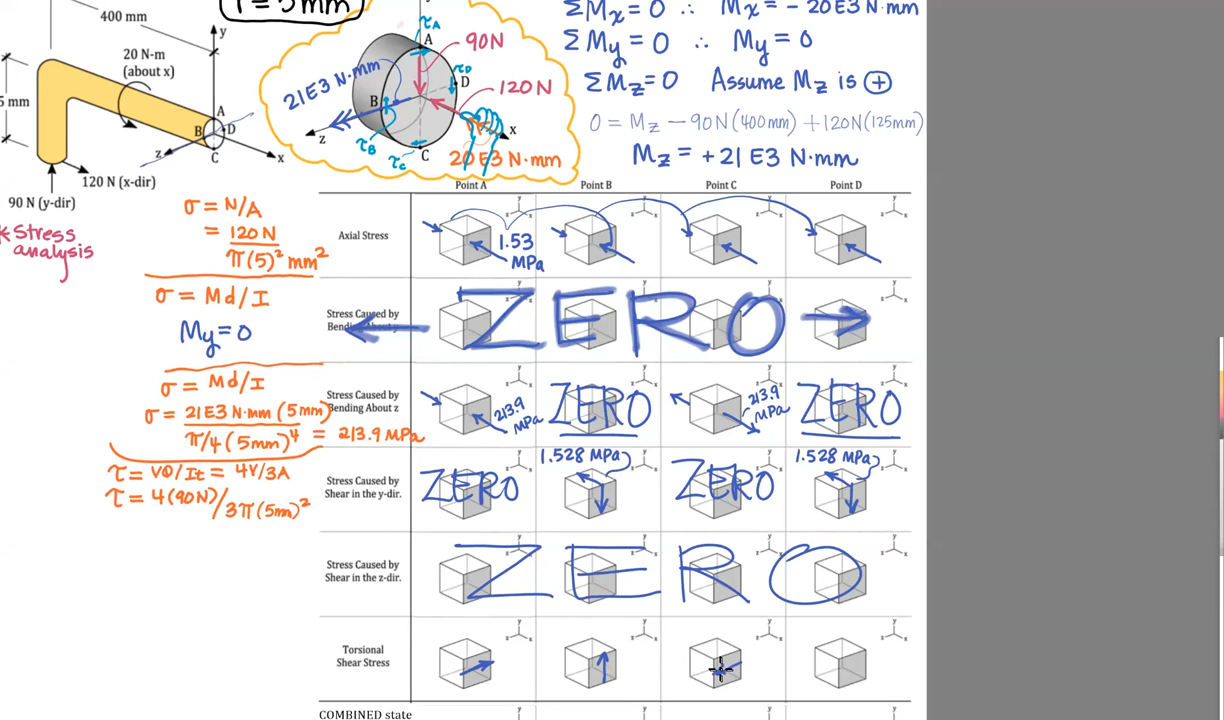 r = 5mm
ΣMx = 0 ∴ Mx = - 20E3 N·mm
ΣMy = 0 ∴ My = 0
ΣMz = 0 Assume Mz is ⊕
0 = Mz - 90N(400mm) + 120N(125mm)
Mz = +21E3 N·mm
400 mm
20 N-m
(about x)
5 mm
y
A
B
D
C
z
x
120 N (x-dir)
90 N (y-dir)
* Stress
analysis
τA
A
90N
τD
D
21E3 N·mm
B
120N
z
τB
τC
C
x
20E3 N·mm
σ = N/A
= 120N
π(5)² mm²
σ = Md/I
My=0
σ = Md/I
σ = 21E3 N·mm (5mm)
π/4 (5mm)⁴ = 213.9 MPa
τ = VQ/It = 4V/3A
τ = 4(90N)/3π(5mm)²
Point A Point B Point C Point D
Axial Stress
1.53
MPa
Stress Caused by
ZERO
Stress Caused by
Bending About z
213.9
MPa
ZERO
213.9
MPa
ZERO
Stress Caused by
Shear in the y-dir.
ZERO
1.528 MPa
ZERO
1.528 MPa
Stress Caused by
Shear in the z-dir.
ZERO
Torsional
Shear Stress
COMBINED state